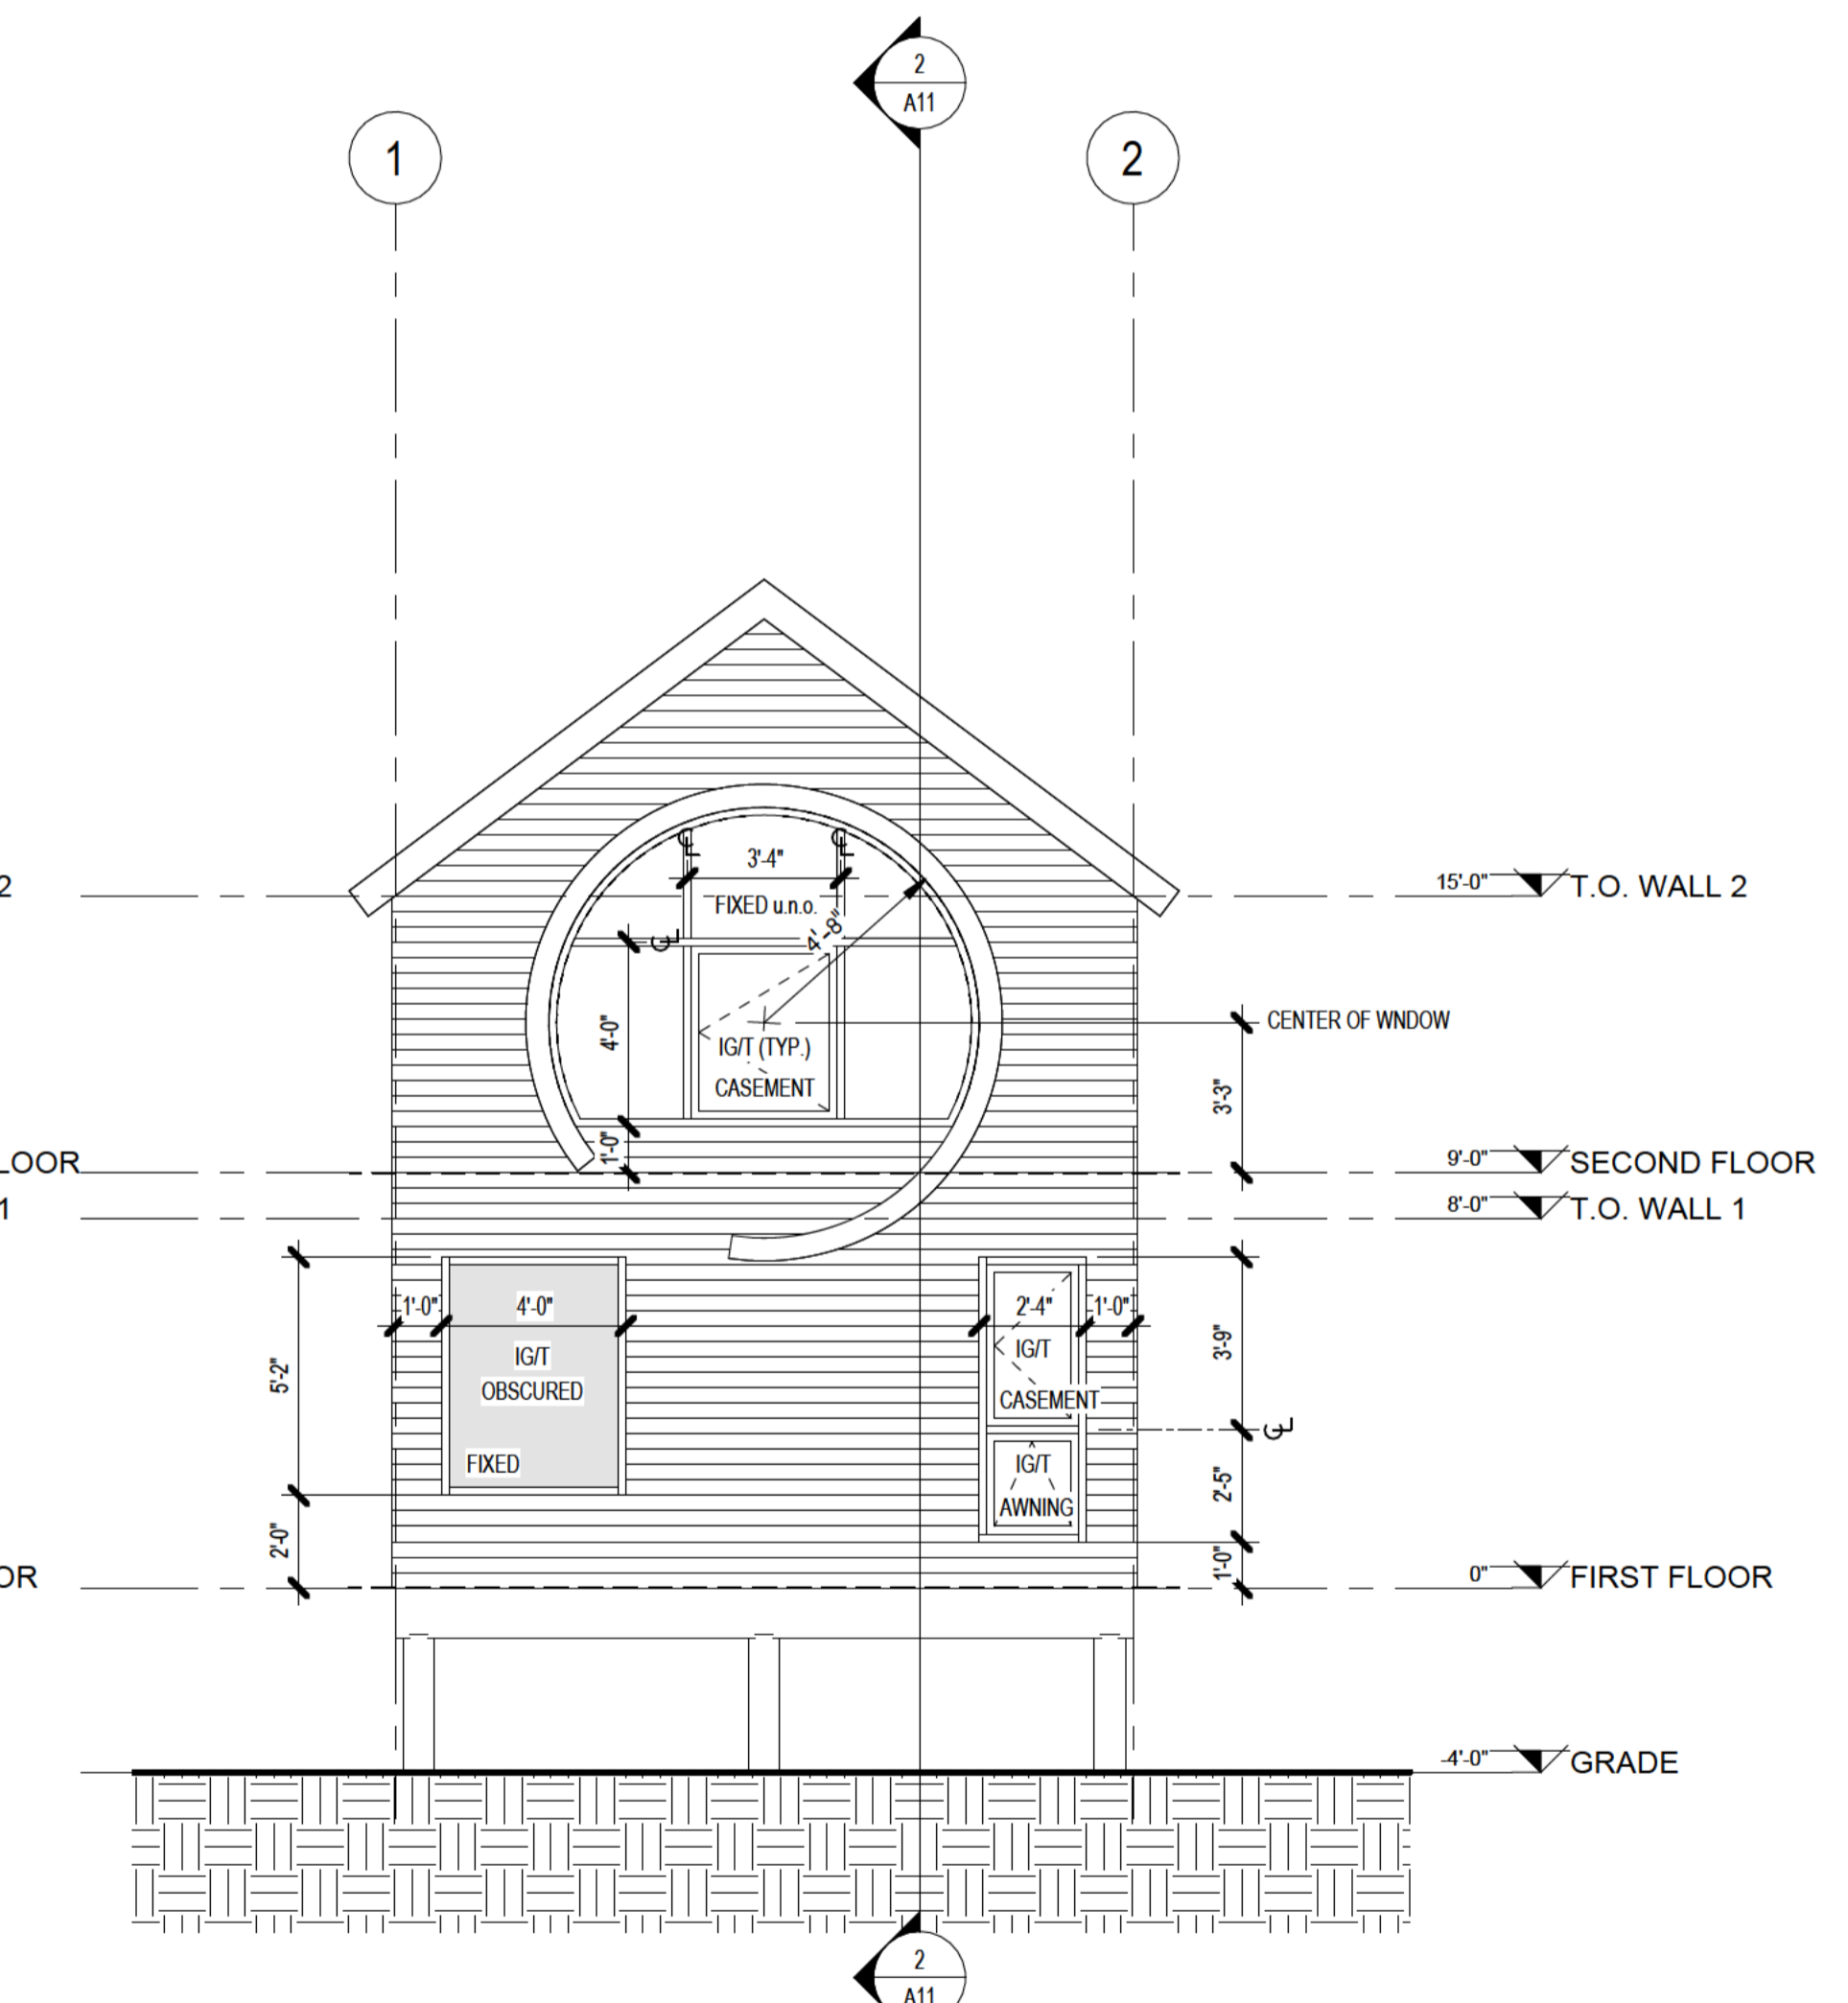 2
A11
1
2
2
15'-0"
T.O. WALL 2
3'-4"
FIXED u.n.o.
4'-8"
4'-0"
IG/T (TYP.)
CASEMENT
CENTER OF WNDOW
3'-3"
1'-0"
LOOR
9'-0"
SECOND FLOOR
1
8'-0"
T.O. WALL 1
1'-0"
4'-0"
2'-4"
1'-0"
5'-2"
IG/T
OBSCURED
FIXED
IG/T
CASEMENT
3'-9"
IG/T
AWNING
2'-5"
2'-0"
1'-0"
OR
0"
FIRST FLOOR
-4'-0"
GRADE
2
A11